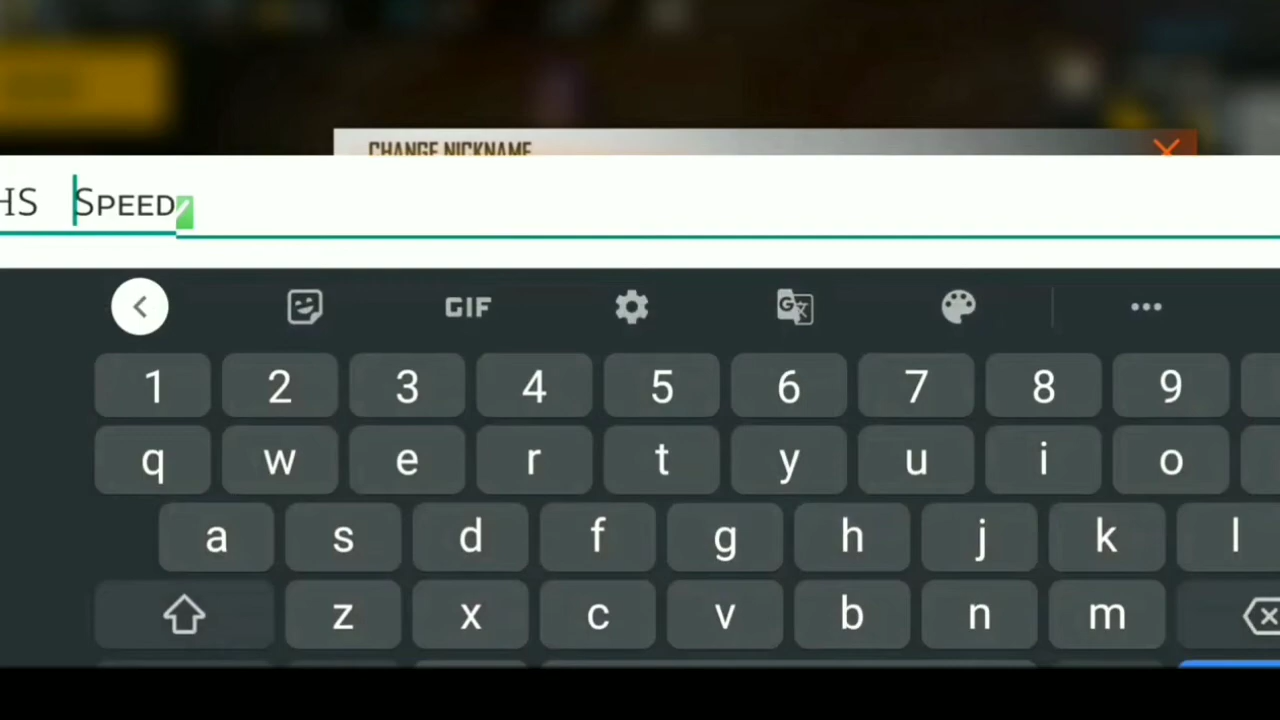 CHANGE NICKNAME
HS Speed✅
GIF
1 2 3 4 5 6 7 8 9
q w e r t y u i o
a s d f g h j k l
z x c v b n m